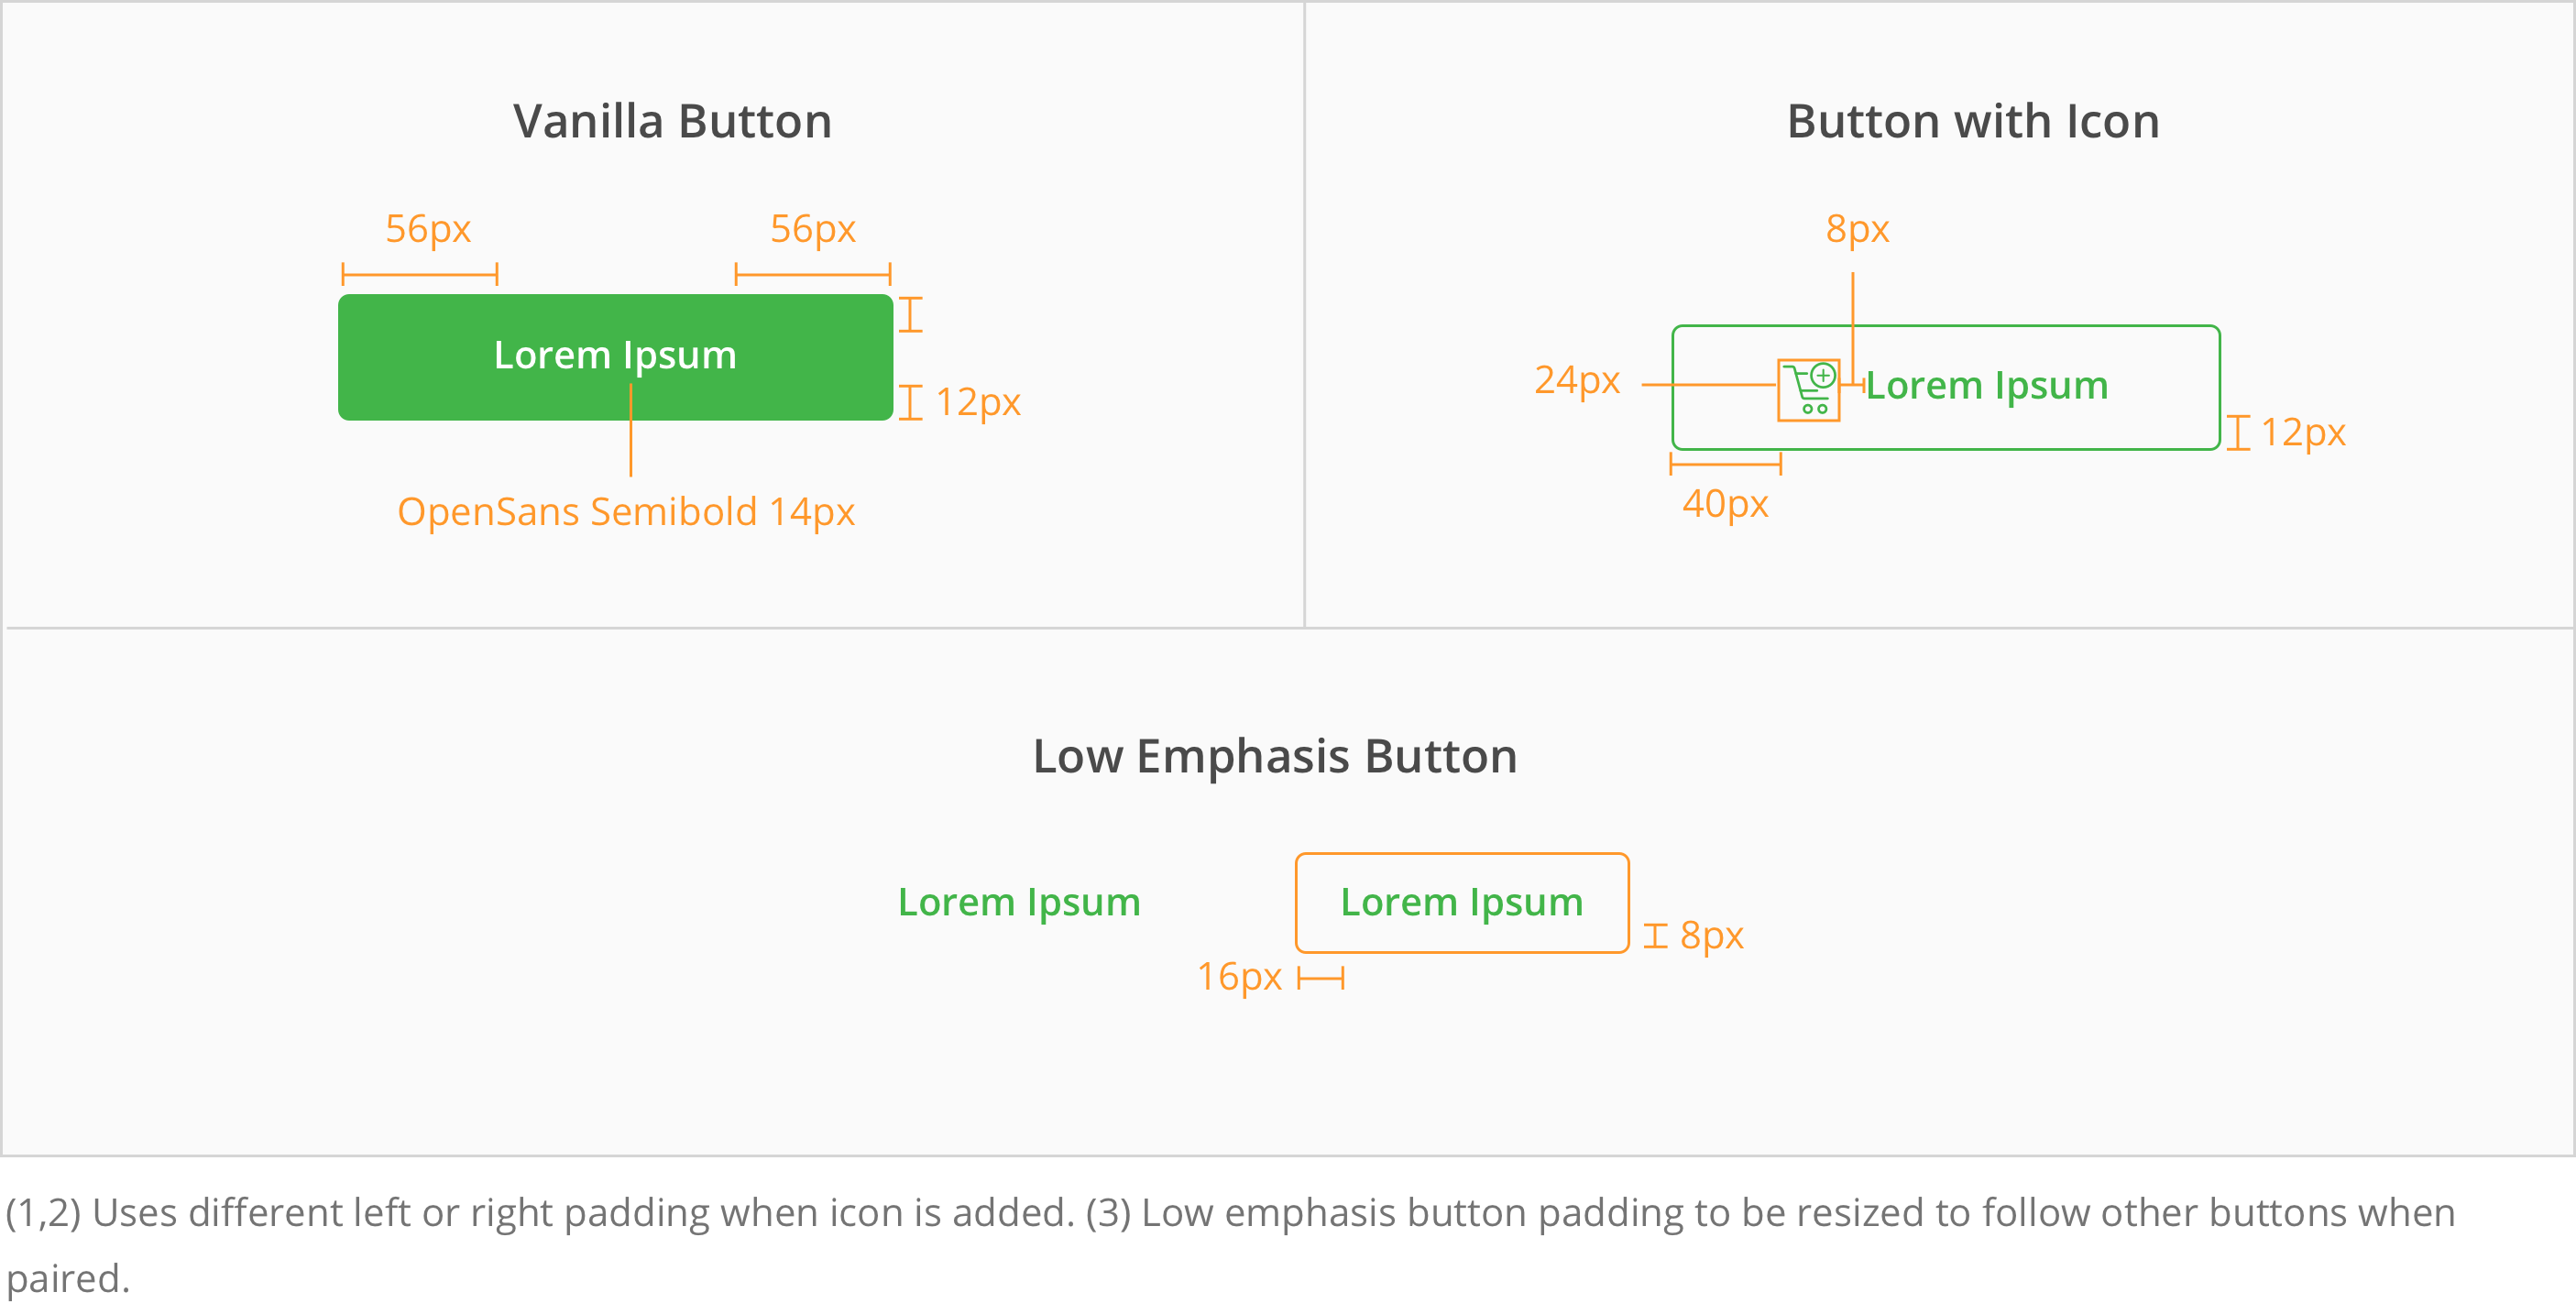 Vanilla Button
56px
56px
Lorem Ipsum
12px
OpenSans Semibold 14px
Button with Icon
8px
24px
Lorem Ipsum
12px
40px
Low Emphasis Button
Lorem Ipsum
Lorem Ipsum
8px
16px
(1,2) Uses different left or right padding when icon is added. (3) Low emphasis button padding to be resized to follow other buttons when
paired.